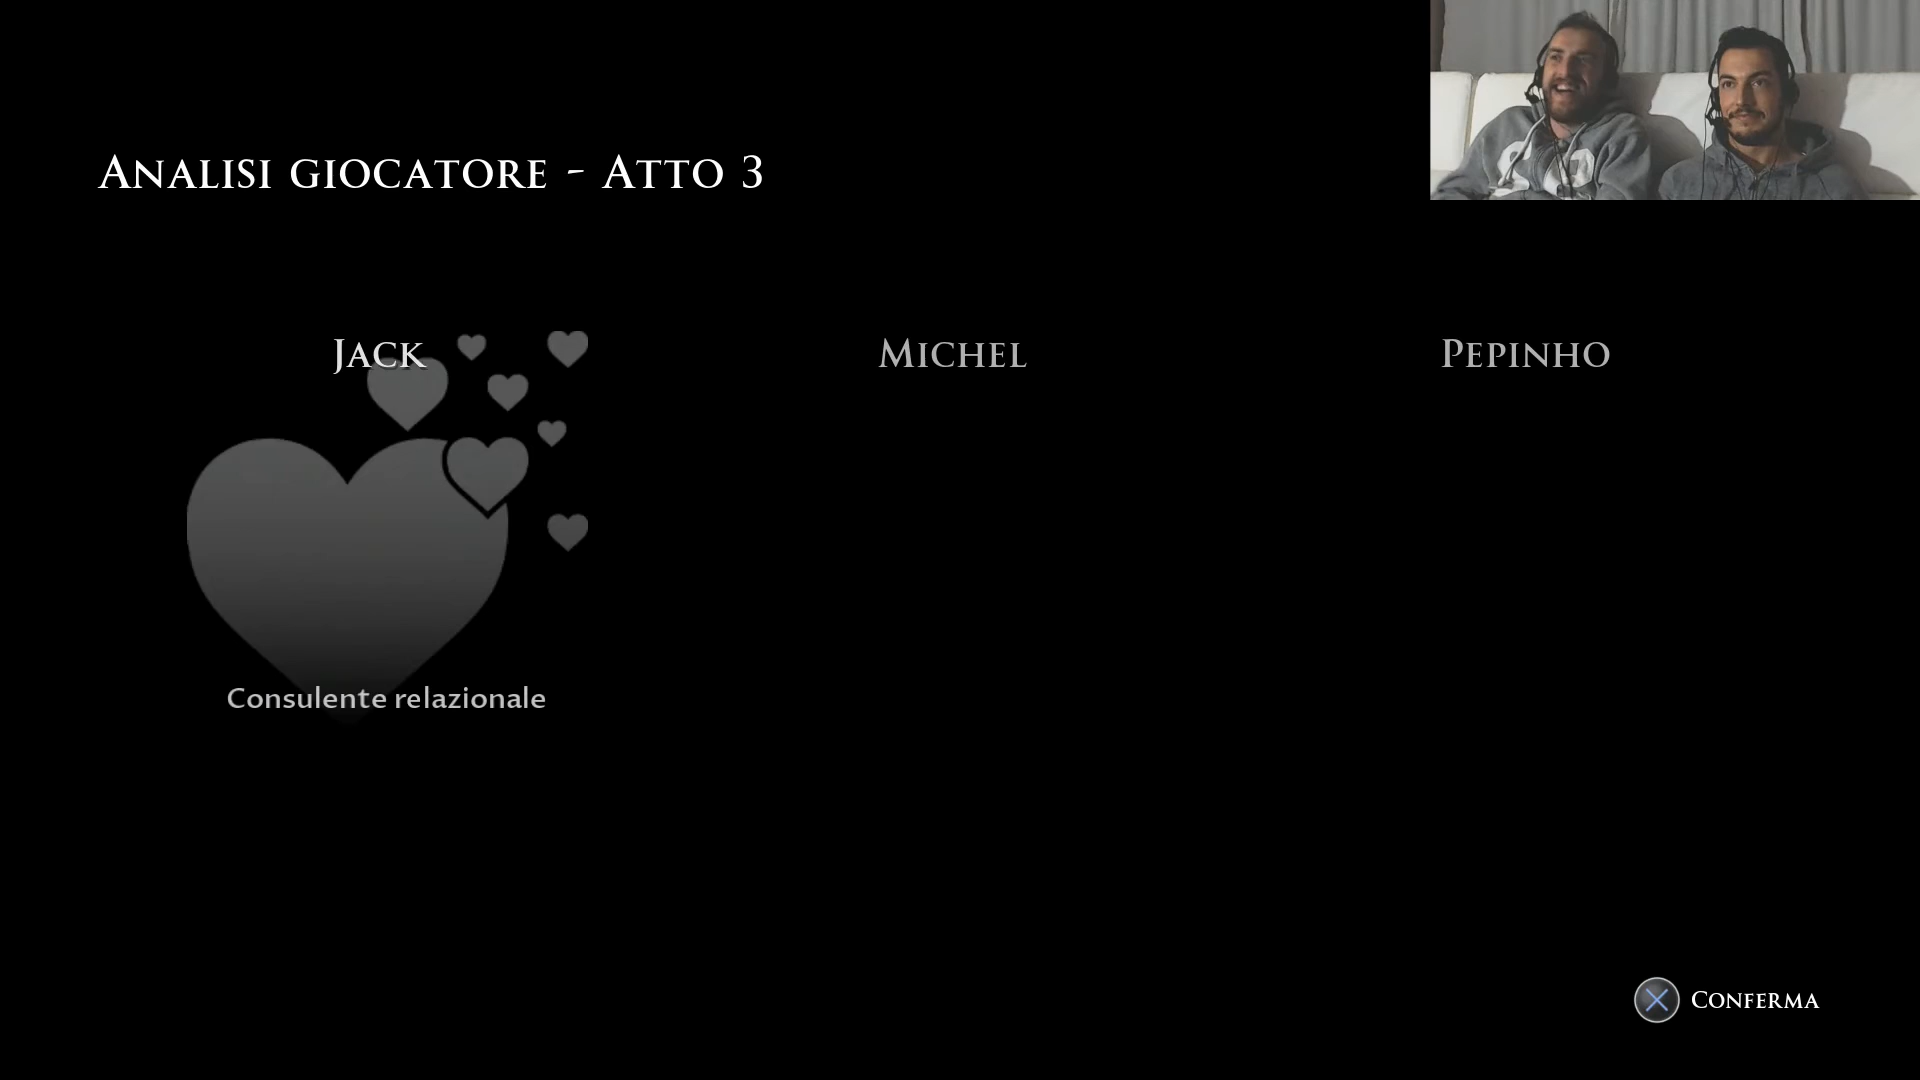 Analisi giocatore - Atto 3
Jack
Michel
Pepinho
Consulente relazionale
Conferma